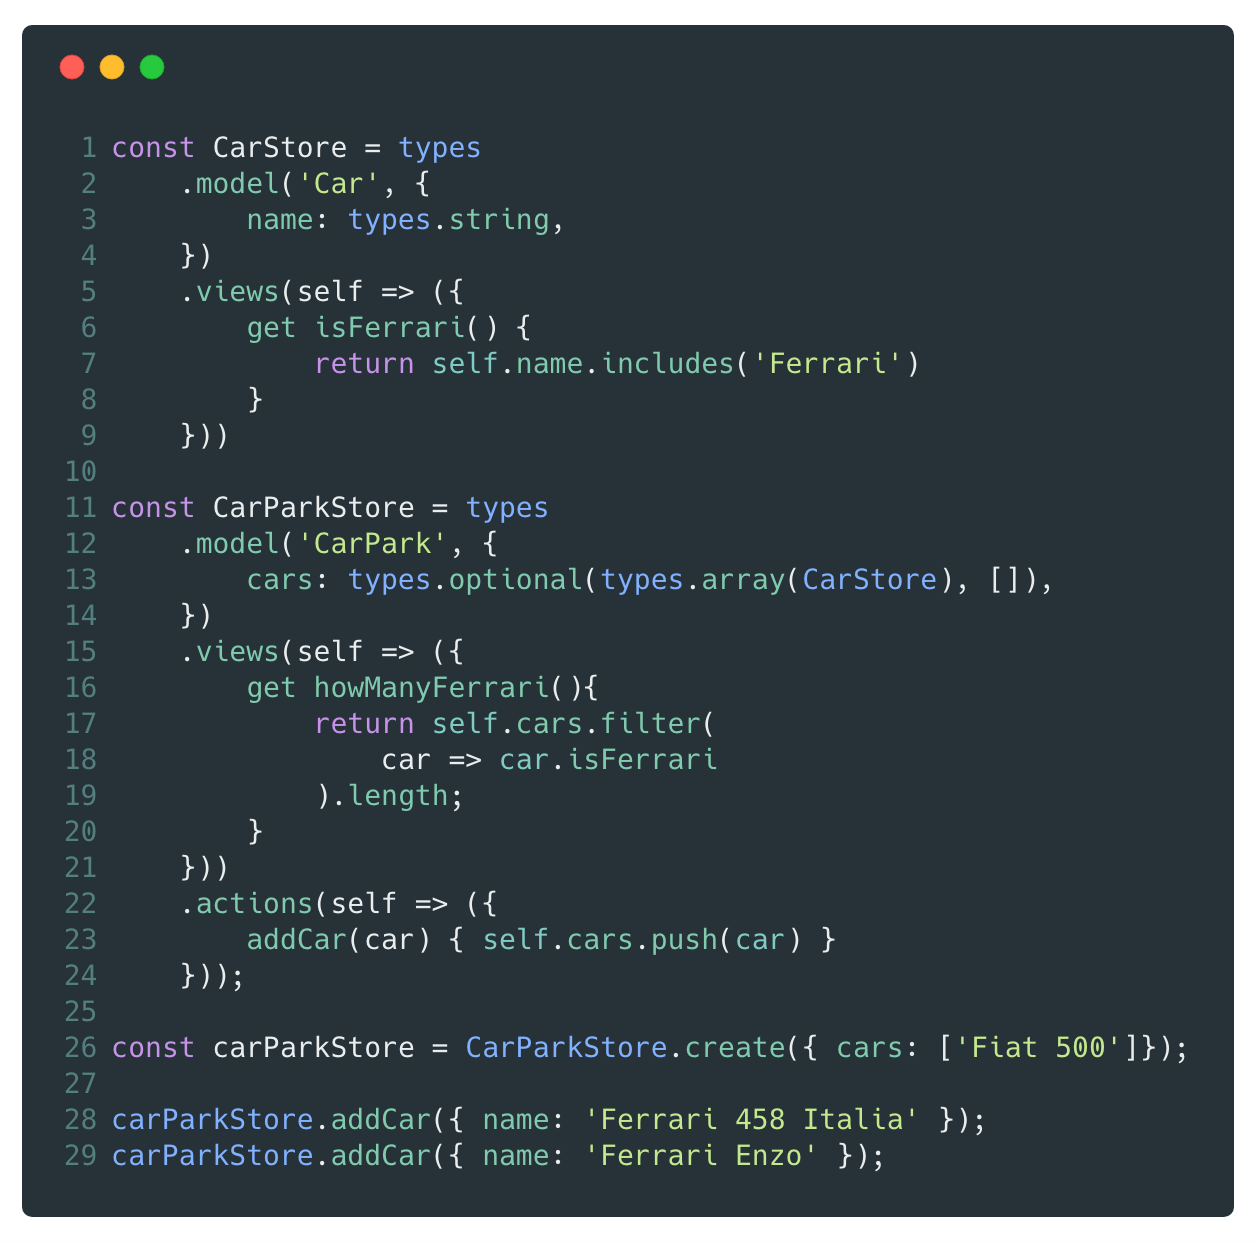 1 const CarStore = types
2     .model('Car', {
3         name: types.string,
4     })
5     .views(self => ({
6         get isFerrari() {
7             return self.name.includes('Ferrari')
8         }
9     }))
10
11 const CarParkStore = types
12     .model('CarPark', {
13         cars: types.optional(types.array(CarStore), []),
14     })
15     .views(self => ({
16         get howManyFerrari(){
17             return self.cars.filter(
18                 car => car.isFerrari
19             ).length;
20         }
21     }))
22     .actions(self => ({
23         addCar(car) { self.cars.push(car) }
24     }));
25
26 const carParkStore = CarParkStore.create({ cars: ['Fiat 500']});
27
28 carParkStore.addCar({ name: 'Ferrari 458 Italia' });
29 carParkStore.addCar({ name: 'Ferrari Enzo' });